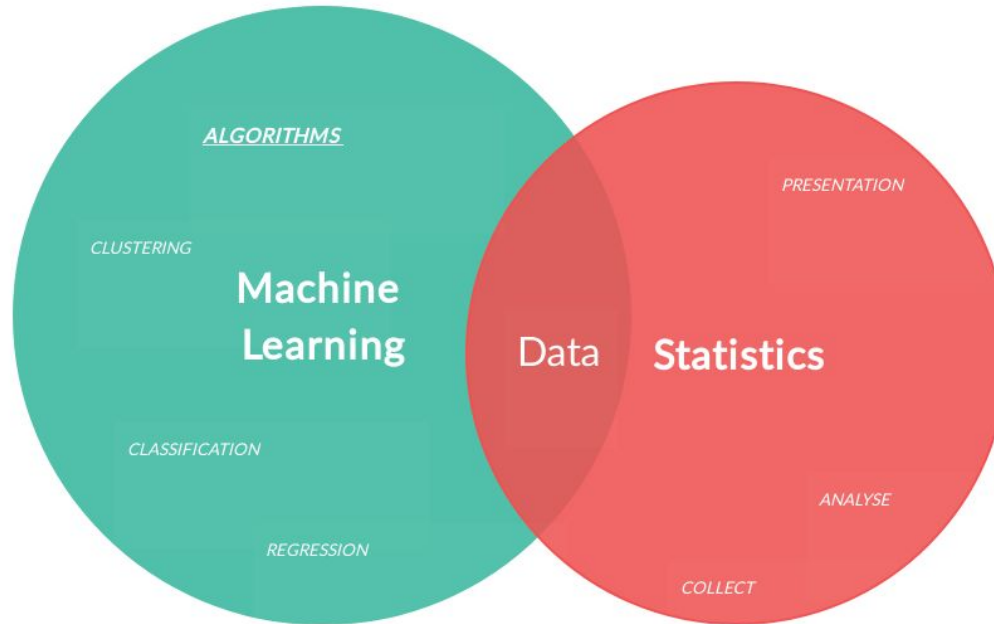 ALGORITHMS
PRESENTATION
CLUSTERING
Machine
Learning
Data
Statistics
CLASSIFICATION
ANALYSE
REGRESSION
COLLECT